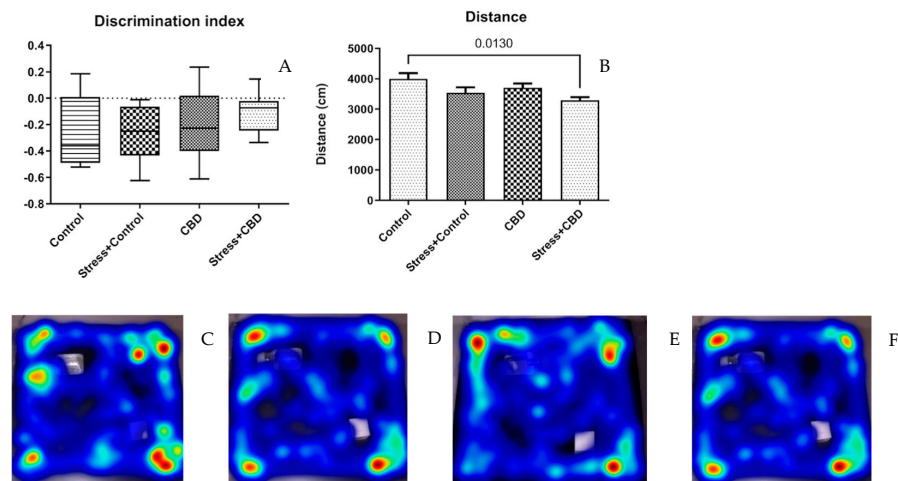 Discrimination index
A
0.4
0.2
0.0
-0.2
-0.4
-0.6
-0.8
Control
Stress+Control
CBD
Stress+CBD
Distance
0.0130
B
Distance (cm)
5000
4000
3000
2000
1000
0
Control
Stress+Control
CBD
Stress+CBD
C
D
E
F